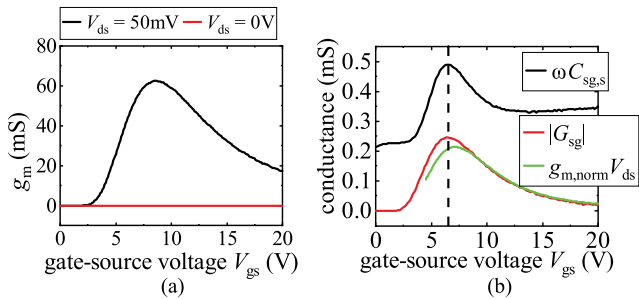 V_ds = 50mV V_ds = 0V
g_m (mS)
80
60
40
20
0
0 5 10 15 20
gate-source voltage V_gs (V)
(a)
ωC_sg,s
|G_sg|
g_m,norm V_ds
conductance (mS)
0.5
0.4
0.3
0.2
0.1
0.0
0 5 10 15 20
gate-source voltage V_gs (V)
(b)